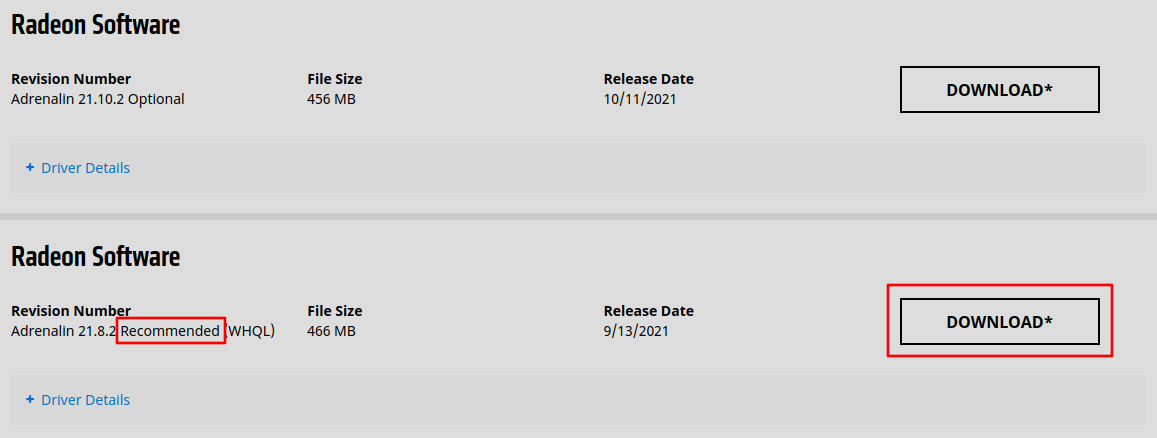 Radeon Software
Revision Number File Size Release Date
Adrenalin 21.10.2 Optional 456 MB 10/11/2021 DOWNLOAD*
+ Driver Details
Radeon Software
Revision Number File Size Release Date
Adrenalin 21.8.2 Recommended (WHQL) 466 MB 9/13/2021 DOWNLOAD*
+ Driver Details